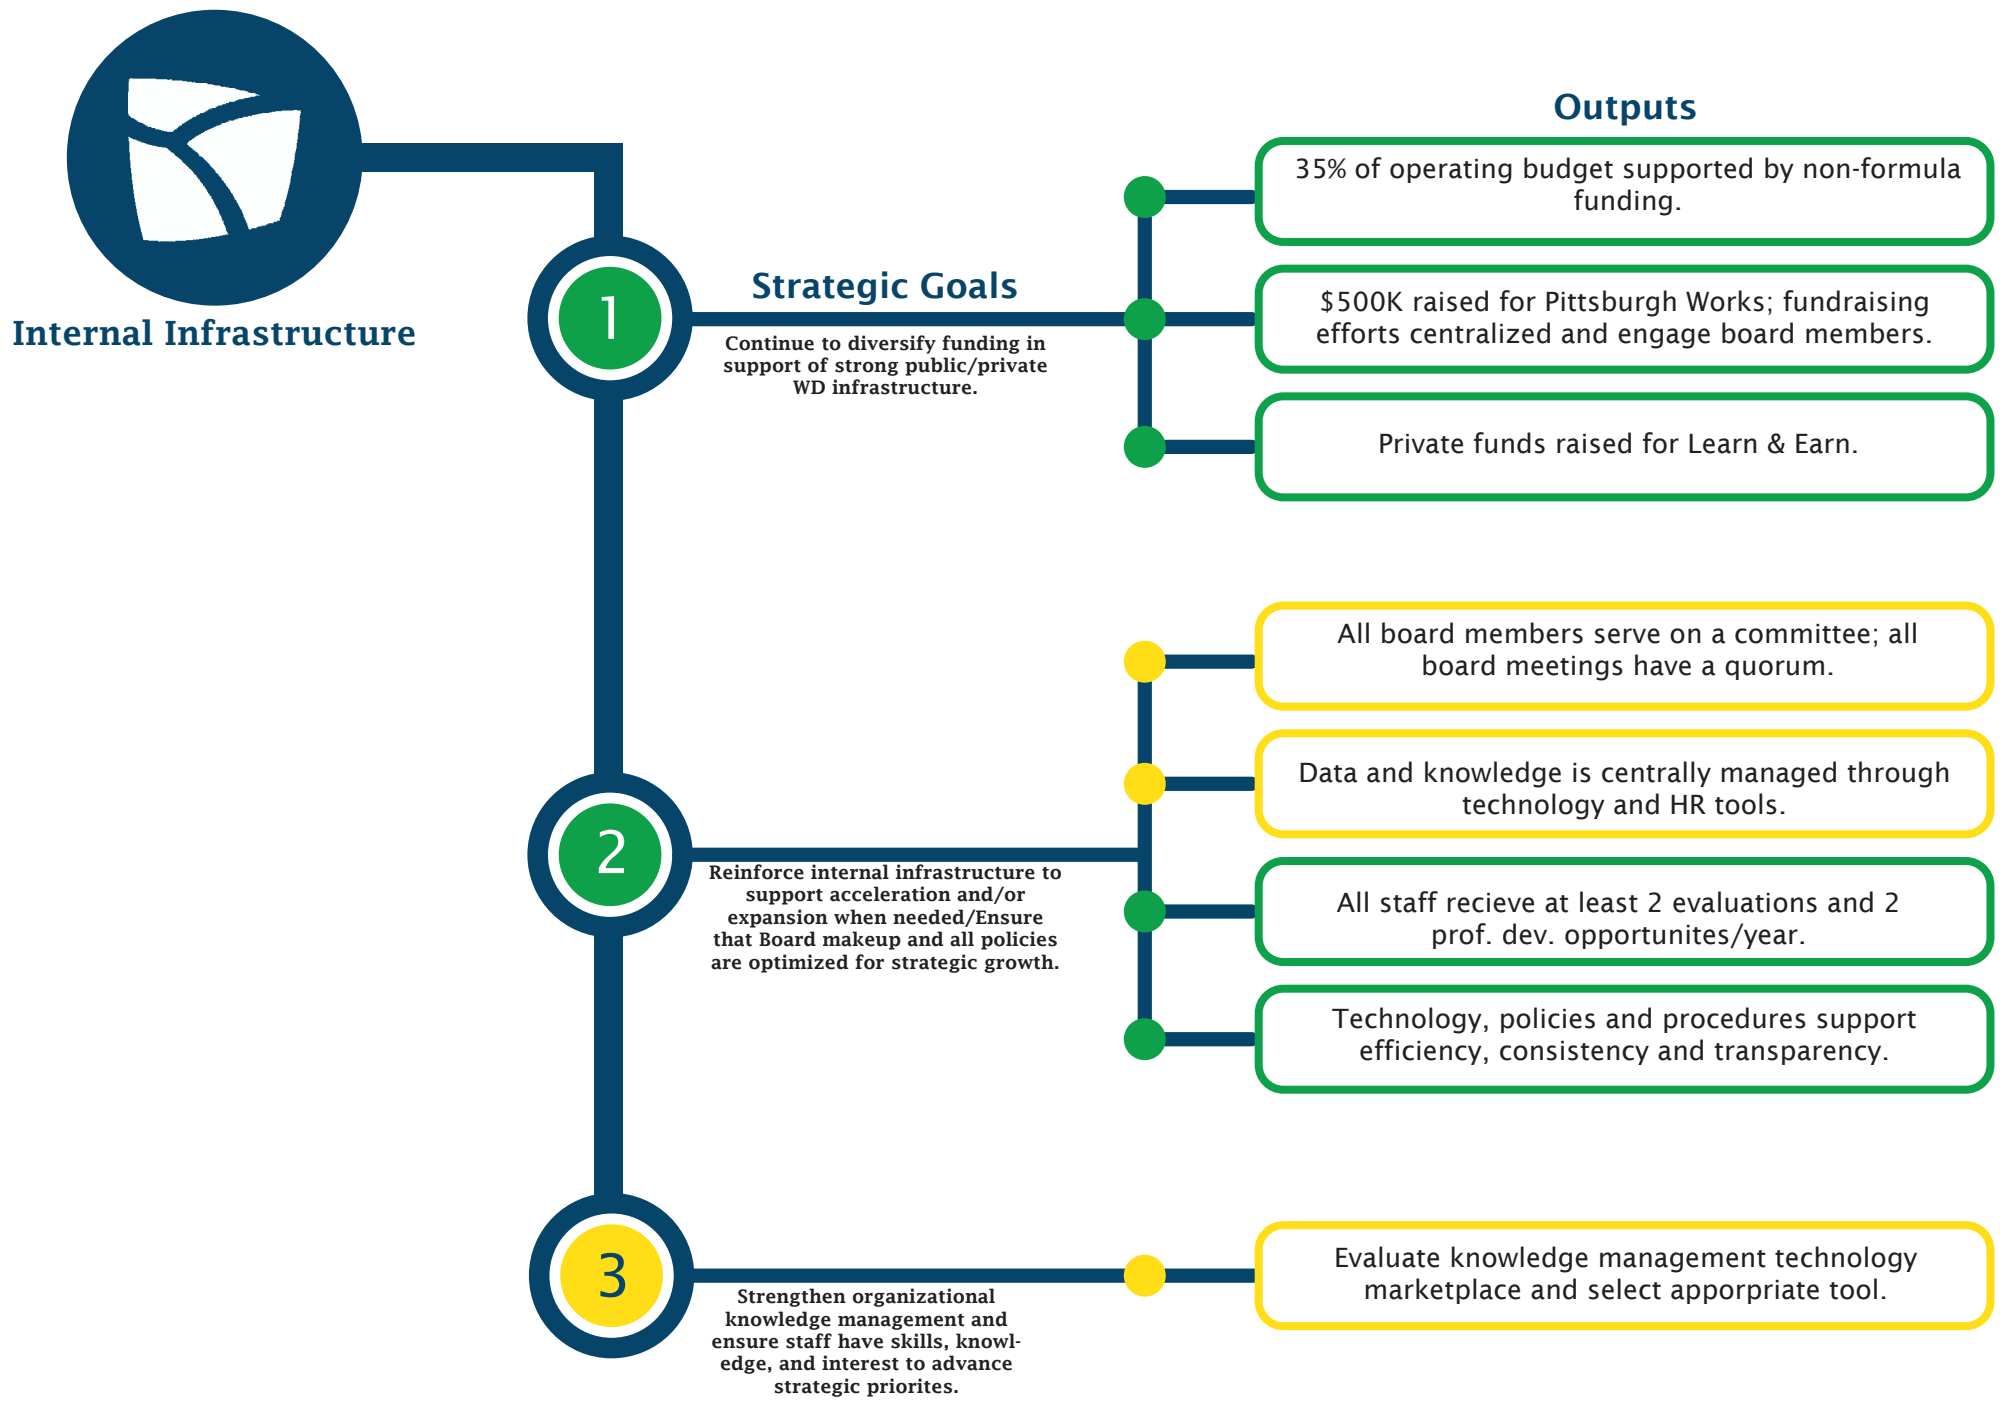 Internal Infrastructure
Outputs
Strategic Goals
1
Continue to diversify funding in
support of strong public/private
WD infrastructure.
35% of operating budget supported by non-formula
funding.
$500K raised for Pittsburgh Works; fundraising
efforts centralized and engage board members.
Private funds raised for Learn & Earn.
2
Reinforce internal infrastructure to
support acceleration and/or
expansion when needed/Ensure
that Board makeup and all policies
are optimized for strategic growth.
All board members serve on a committee; all
board meetings have a quorum.
Data and knowledge is centrally managed through
technology and HR tools.
All staff recieve at least 2 evaluations and 2
prof. dev. opportunites/year.
Technology, policies and procedures support
efficiency, consistency and transparency.
3
Strengthen organizational
knowledge management and
ensure staff have skills, knowl-
edge, and interest to advance
strategic priorites.
Evaluate knowledge management technology
marketplace and select apporpriate tool.